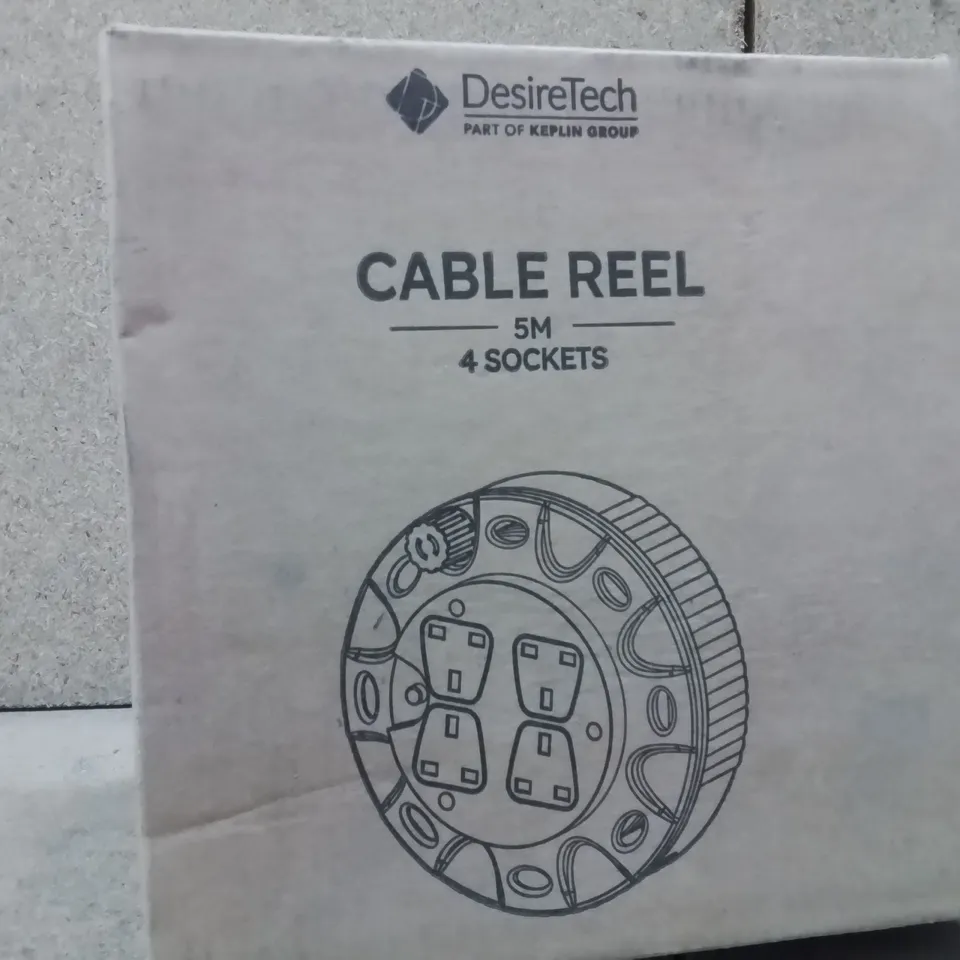 DesireTech
PART OF KEPLIN GROUP
CABLE REEL
5M
4 SOCKETS